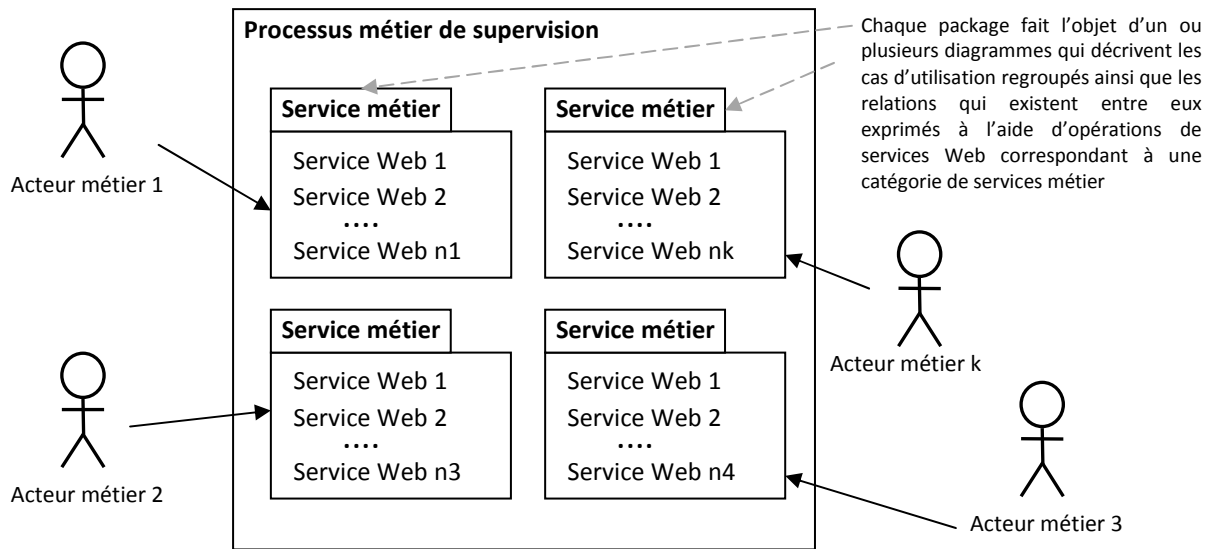 Processus métier de supervision
Chaque package fait l’objet d’un ou
plusieurs diagrammes qui décrivent les
cas d’utilisation regroupés ainsi que les
relations qui existent entre eux
exprimés à l’aide d’opérations de
services Web correspondant à une
catégorie de services métier
Acteur métier 1
Service métier
Service Web 1
Service Web 2
....
Service Web n1
Service métier
Service Web 1
Service Web 2
....
Service Web nk
Acteur métier k
Service métier
Service Web 1
Service Web 2
....
Service Web n3
Acteur métier 2
Service métier
Service Web 1
Service Web 2
....
Service Web n4
Acteur métier 3